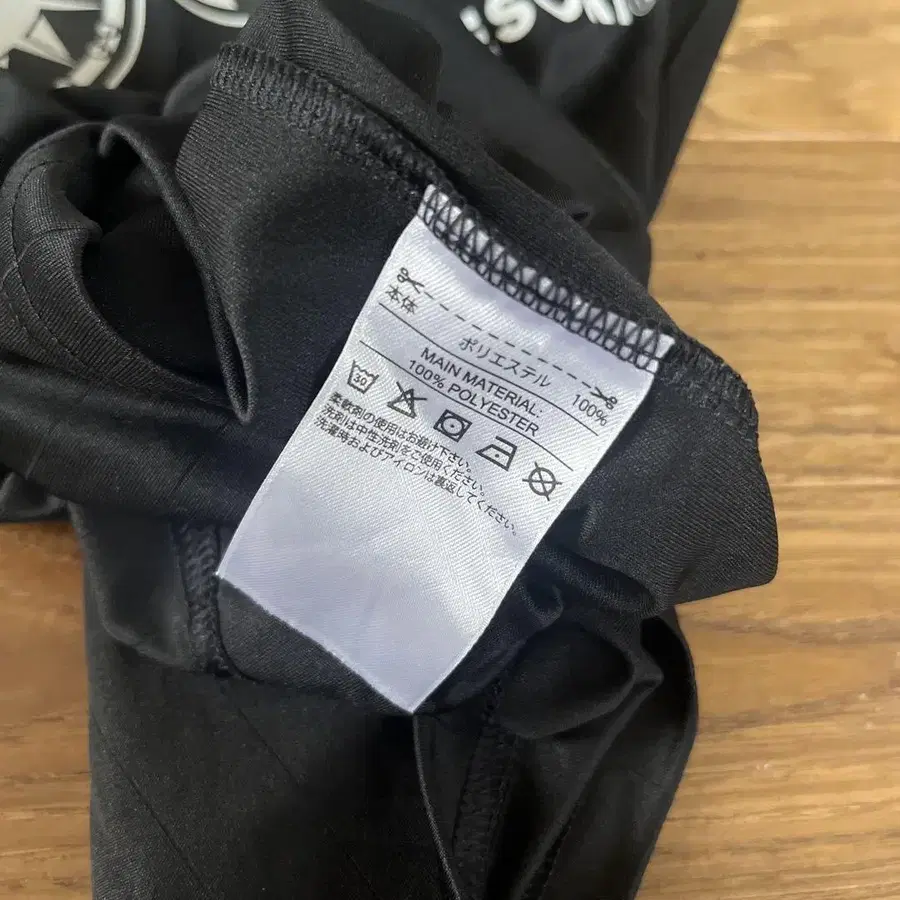 本体
ポリエステル 100%
MAIN MATERIAL:
100% POLYESTER
30
柔軟剤の使用はお避け下さい。
洗剤は中性洗剤をご使用ください。
洗濯時およびアイロンは裏返してください。